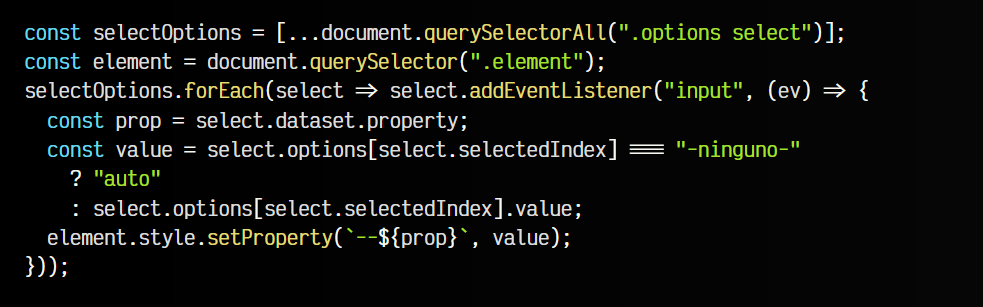 const selectOptions = [...document.querySelectorAll(".options select")];
const element = document.querySelector(".element");
selectOptions.forEach(select => select.addEventListener("input", (ev) => {
  const prop = select.dataset.property;
  const value = select.options[select.selectedIndex] === "-ninguno-"
    ? "auto"
    : select.options[select.selectedIndex].value;
  element.style.setProperty(`--${prop}`, value);
}));